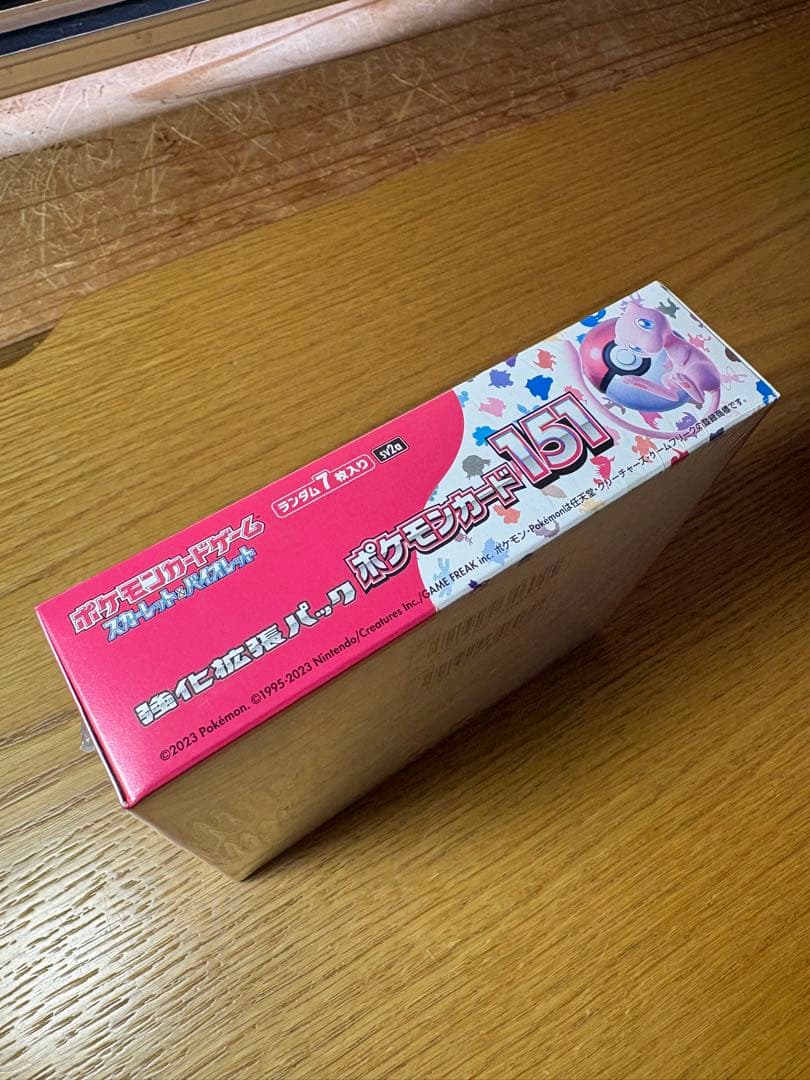 ポケモンカードゲーム
スカーレット&バイオレット
ランダム7枚入り
sv2a
強化拡張パック
ポケモンカード151
©2023 Pokémon. ©1995-2023 Nintendo/Creatures Inc./GAME FREAK inc. ポケモン・Pokémonは任天堂・クリーチャーズ・ゲームフリークの登録商標です。